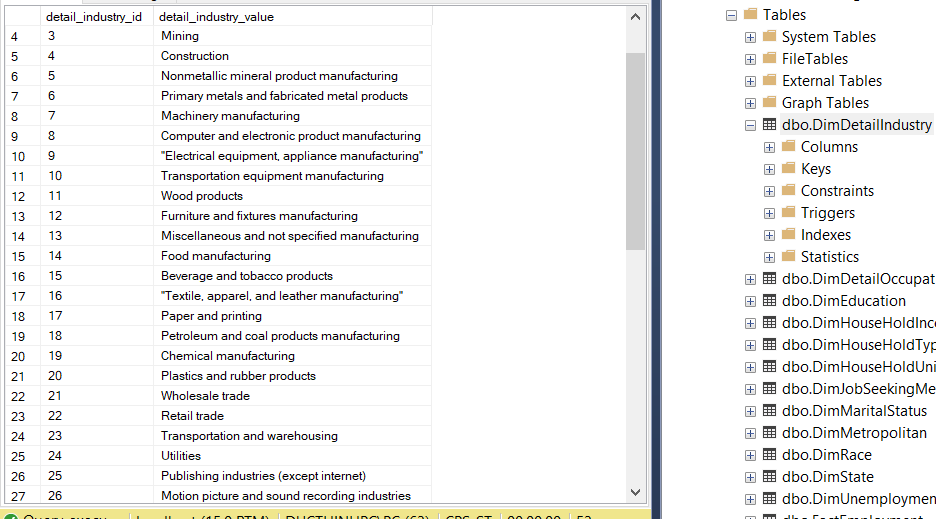 detail_industry_id detail_industry_value
4 3 Mining
5 4 Construction
6 5 Nonmetallic mineral product manufacturing
7 6 Primary metals and fabricated metal products
8 7 Machinery manufacturing
9 8 Computer and electronic product manufacturing
10 9 "Electrical equipment, appliance manufacturing"
11 10 Transportation equipment manufacturing
12 11 Wood products
13 12 Furniture and fixtures manufacturing
14 13 Miscellaneous and not specified manufacturing
15 14 Food manufacturing
16 15 Beverage and tobacco products
17 16 "Textile, apparel, and leather manufacturing"
18 17 Paper and printing
19 18 Petroleum and coal products manufacturing
20 19 Chemical manufacturing
21 20 Plastics and rubber products
22 21 Wholesale trade
23 22 Retail trade
24 23 Transportation and warehousing
25 24 Utilities
26 25 Publishing industries (except internet)
27 26 Motion picture and sound recording industries
Tables
System Tables
FileTables
External Tables
Graph Tables
dbo.DimDetailIndustry
Columns
Keys
Constraints
Triggers
Indexes
Statistics
dbo.DimDetailOccupat
dbo.DimEducation
dbo.DimHouseHoldInc
dbo.DimHouseHoldTyp
dbo.DimHouseHoldUni
dbo.DimJobSeekingMe
dbo.DimMaritalStatus
dbo.DimMetropolitan
dbo.DimRace
dbo.DimState
dbo.DimUnemploymen